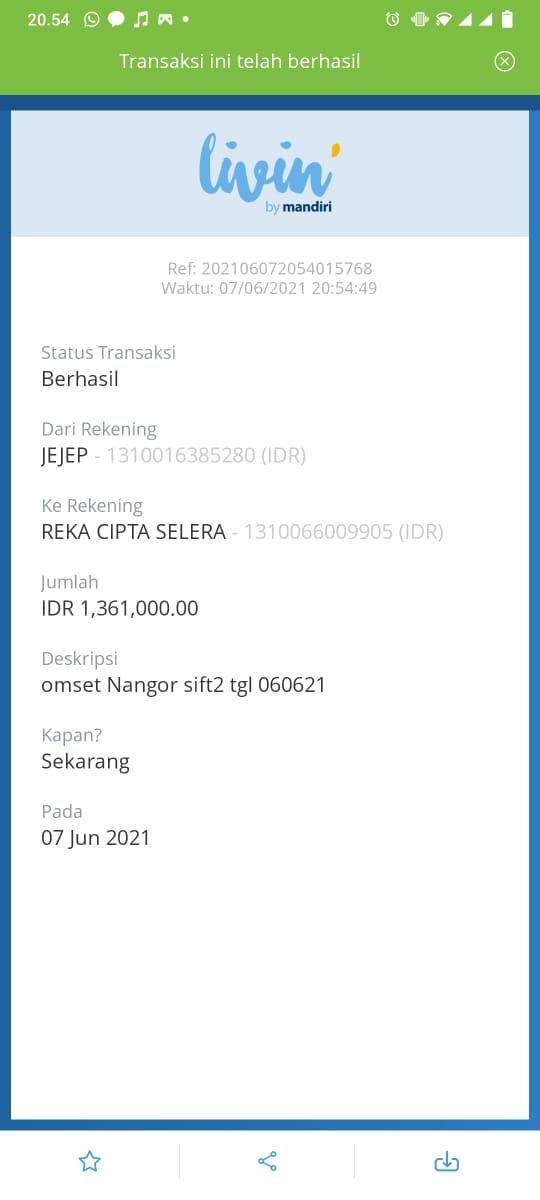 20.54
Transaksi ini telah berhasil
livin'
by mandiri
Ref: 202106072054015768
Waktu: 07/06/2021 20:54:49
Status Transaksi
Berhasil
Dari Rekening
JEJEP - 1310016385280 (IDR)
Ke Rekening
REKA CIPTA SELERA - 1310066009905 (IDR)
Jumlah
IDR 1,361,000.00
Deskripsi
omset Nangor sift2 tgl 060621
Kapan?
Sekarang
Pada
07 Jun 2021